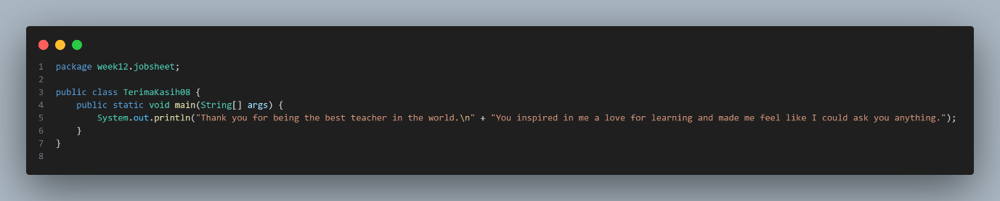 1 package week12.jobsheet;
2
3 public class TerimaKasih08 {
4     public static void main(String[] args) {
5         System.out.println("Thank you for being the best teacher in the world.\n" + "You inspired in me a love for learning and made me feel like I could ask you anything.");
6     }
7 }
8